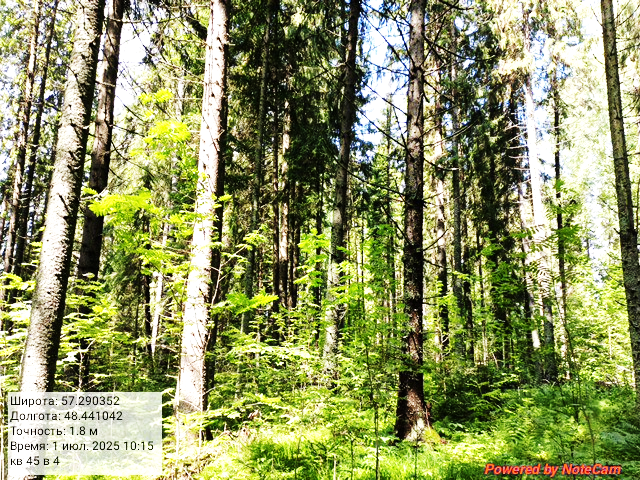 Широта: 57.290352
Долгота: 48.441042
Точность: 1.8 м
Время: 1 июл. 2025 10:15
кв 45 в 4
Powered by NoteCam